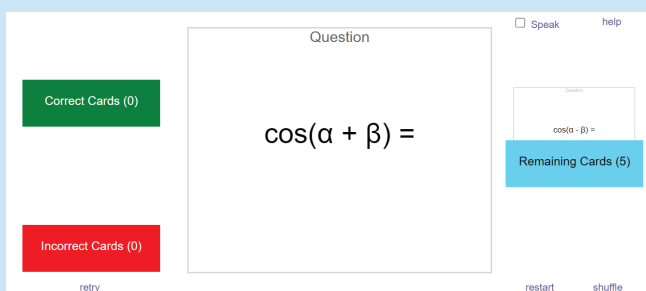 Question
Speak
help
Correct Cards (0)
Question
cos(α + β) =
cos(α - β) =
Remaining Cards (5)
Incorrect Cards (0)
retry
restart
shuffle